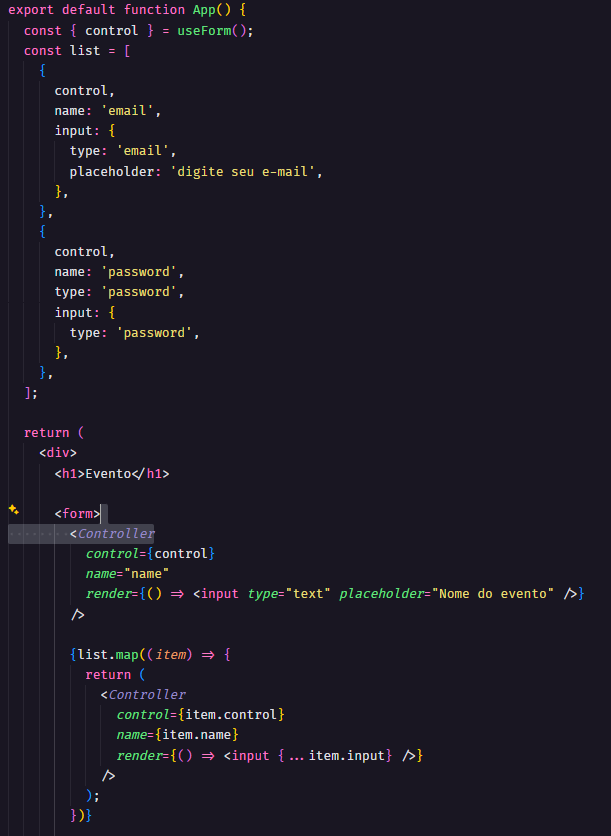 export default function App() {
  const { control } = useForm();
  const list = [
    {
      control,
      name: 'email',
      input: {
        type: 'email',
        placeholder: 'digite seu e-mail',
      },
    },
    {
      control,
      name: 'password',
      type: 'password',
      input: {
        type: 'password',
      },
    },
  ];

  return (
    <div>
      <h1>Evento</h1>

      <form>
        <Controller
          control={control}
          name="name"
          render={() => <input type="text" placeholder="Nome do evento" />}
        />

        {list.map((item) => {
          return (
            <Controller
              control={item.control}
              name={item.name}
              render={() => <input {...item.input} />}
            />
          );
        })}